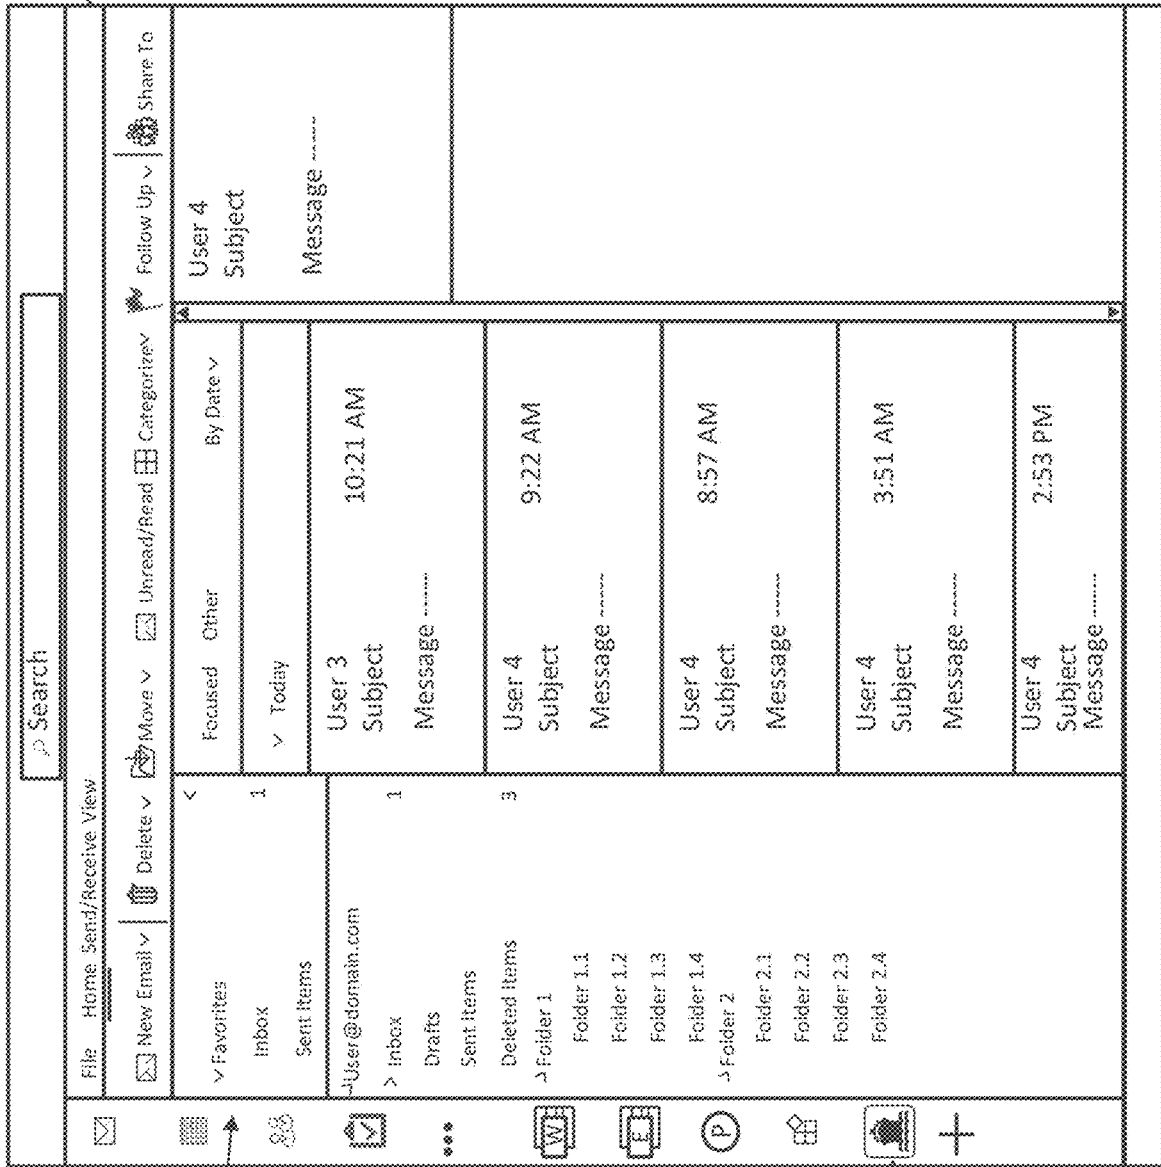 Search
File Home Send/Receive View
New Email Delete Move Unread/Read Categorize Follow Up Share To
Favorites
Inbox 1
Sent Items
User@domain.com
Inbox 1
Drafts
Sent Items
Deleted Items 3
Folder 1
Folder 1.1
Folder 1.2
Folder 1.3
Folder 1.4
Folder 2
Folder 2.1
Folder 2.2
Folder 2.3
Folder 2.4
W
E
P
Focused Other By Date
Today
User 3
Subject 10:21 AM
Message ------
User 4
Subject 9:22 AM
Message ------
User 4
Subject 8:57 AM
Message ------
User 4
Subject 3:51 AM
Message ------
User 4 2:53 PM
Subject
Message ------
User 4
Subject
Message ------